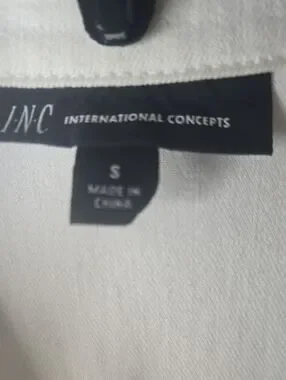 I·N·C INTERNATIONAL CONCEPTS
S
MADE IN
CHINA